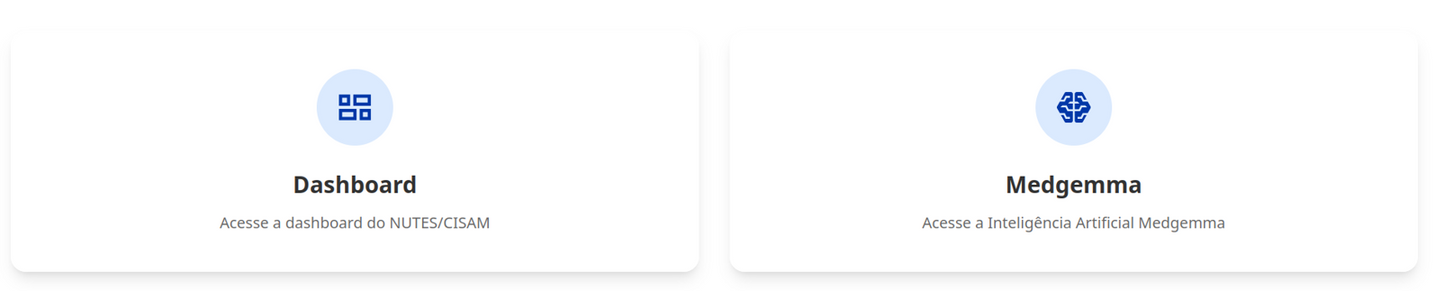 Dashboard
Acesse a dashboard do NUTES/CISAM
Medgemma
Acesse a Inteligência Artificial Medgemma